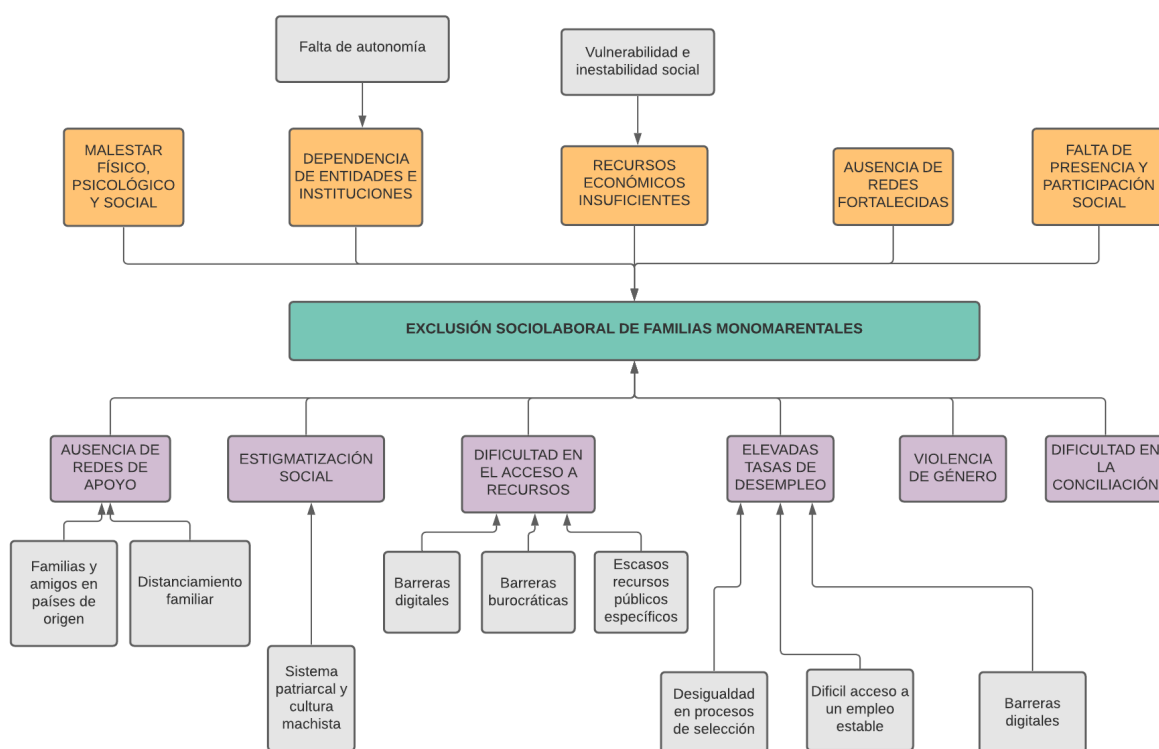 Falta de autonomía
Vulnerabilidad e
inestabilidad social
MALESTAR
FÍSICO,
PSICOLÓGICO
Y SOCIAL
DEPENDENCIA
DE ENTIDADES E
INSTITUCIONES
RECURSOS
ECONÓMICOS
INSUFICIENTES
AUSENCIA DE
REDES
FORTALECIDAS
FALTA DE
PRESENCIA Y
PARTICIPACIÓN
SOCIAL
EXCLUSIÓN SOCIOLABORAL DE FAMILIAS MONOMARENTALES
AUSENCIA DE
REDES DE
APOYO
ESTIGMATIZACIÓN
SOCIAL
DIFICULTAD EN
EL ACCESO A
RECURSOS
ELEVADAS
TASAS DE
DESEMPLEO
VIOLENCIA
DE GÉNERO
DIFICULTAD EN
LA
CONCILIACIÓN
Familias y
amigos en
países de
origen
Distanciamiento
familiar
Barreras
digitales
Barreras
burocráticas
Escasos
recursos
públicos
específicos
Sistema
patriarcal y
cultura
machista
Desigualdad
en procesos
de selección
Dificil acceso a
un empleo
estable
Barreras
digitales